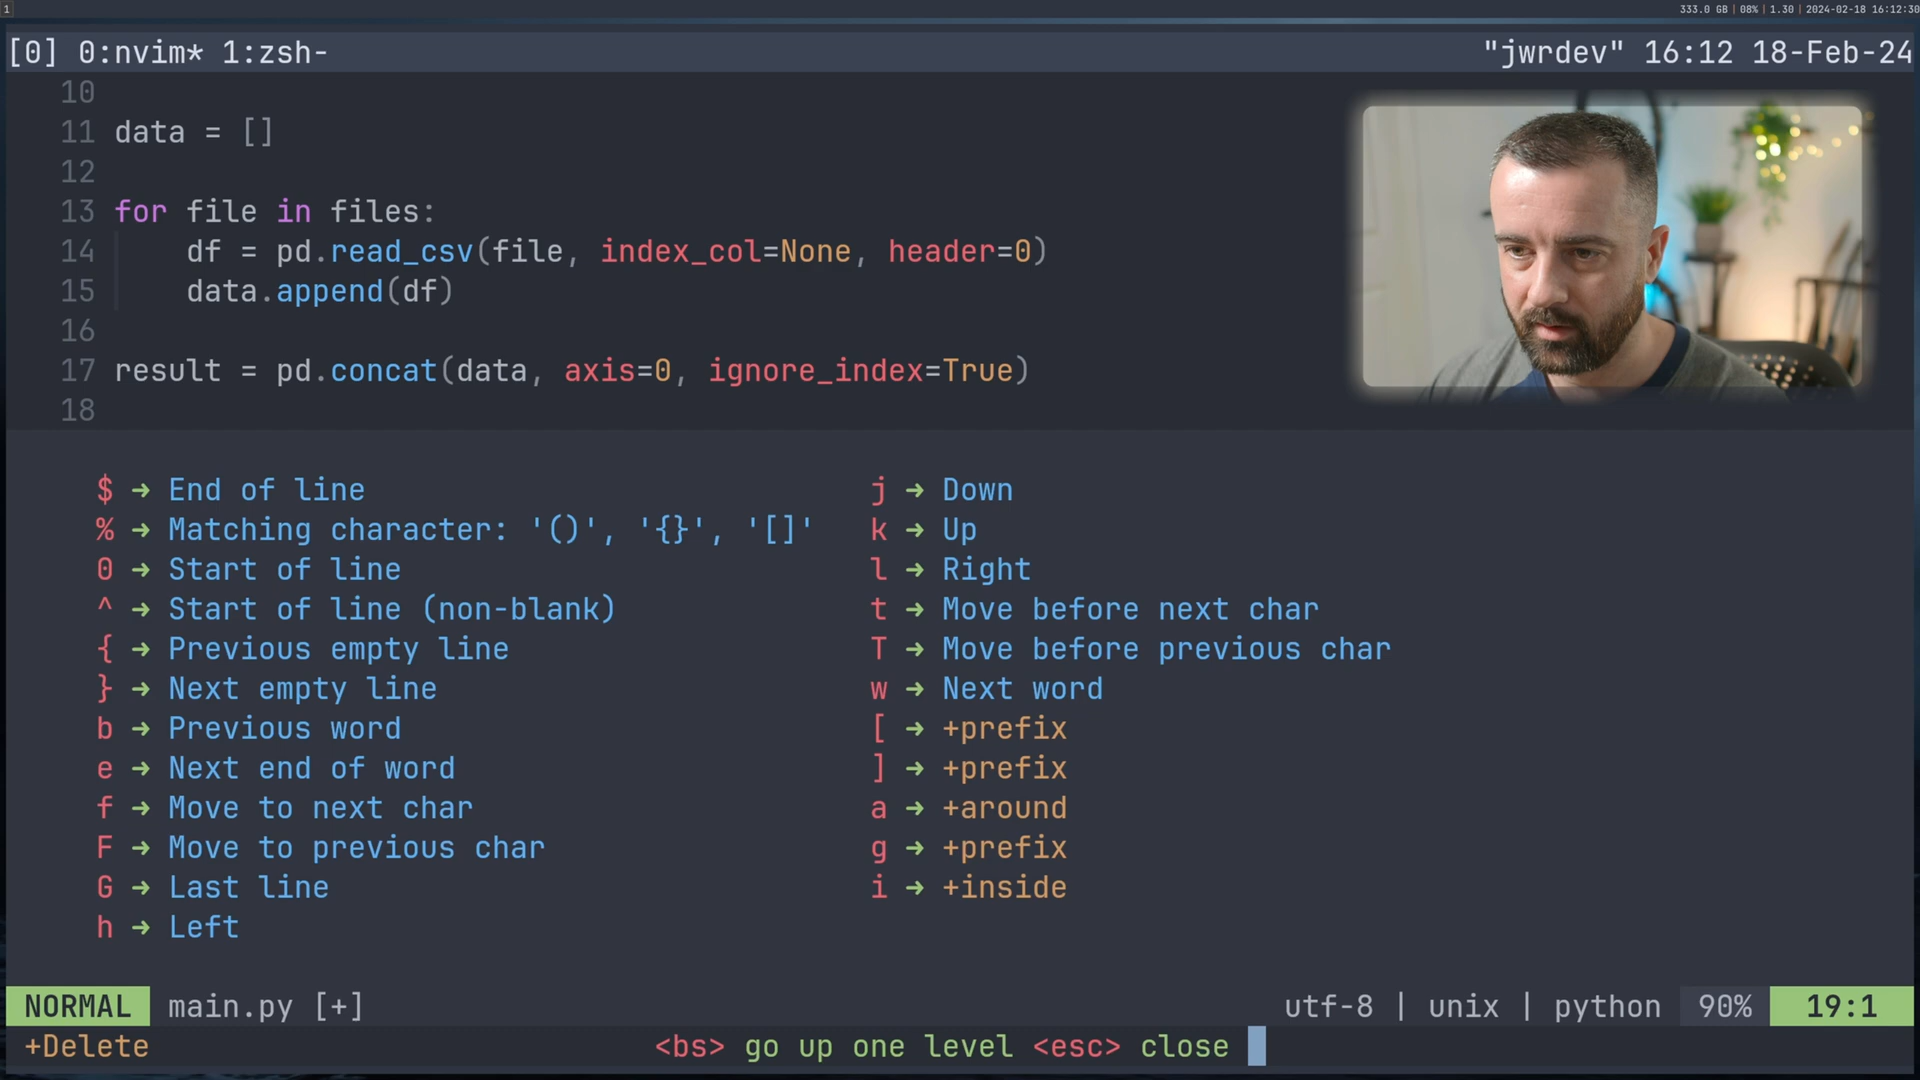 1
333.0 GB | 08% | 1.30 | 2024-02-18 16:12:30
[0] 0:nvim* 1:zsh-
"jwrdev" 16:12 18-Feb-24
10
11 data = []
12
13 for file in files:
14     df = pd.read_csv(file, index_col=None, header=0)
15     data.append(df)
16
17 result = pd.concat(data, axis=0, ignore_index=True)
18
$ → End of line
% → Matching character: '()', '{}', '[]'
0 → Start of line
^ → Start of line (non-blank)
{ → Previous empty line
} → Next empty line
b → Previous word
e → Next end of word
f → Move to next char
F → Move to previous char
G → Last line
h → Left
j → Down
k → Up
l → Right
t → Move before next char
T → Move before previous char
w → Next word
[ → +prefix
] → +prefix
a → +around
g → +prefix
i → +inside
NORMAL main.py [+]
utf-8 | unix | python 90% 19:1
+Delete
<bs> go up one level <esc> close